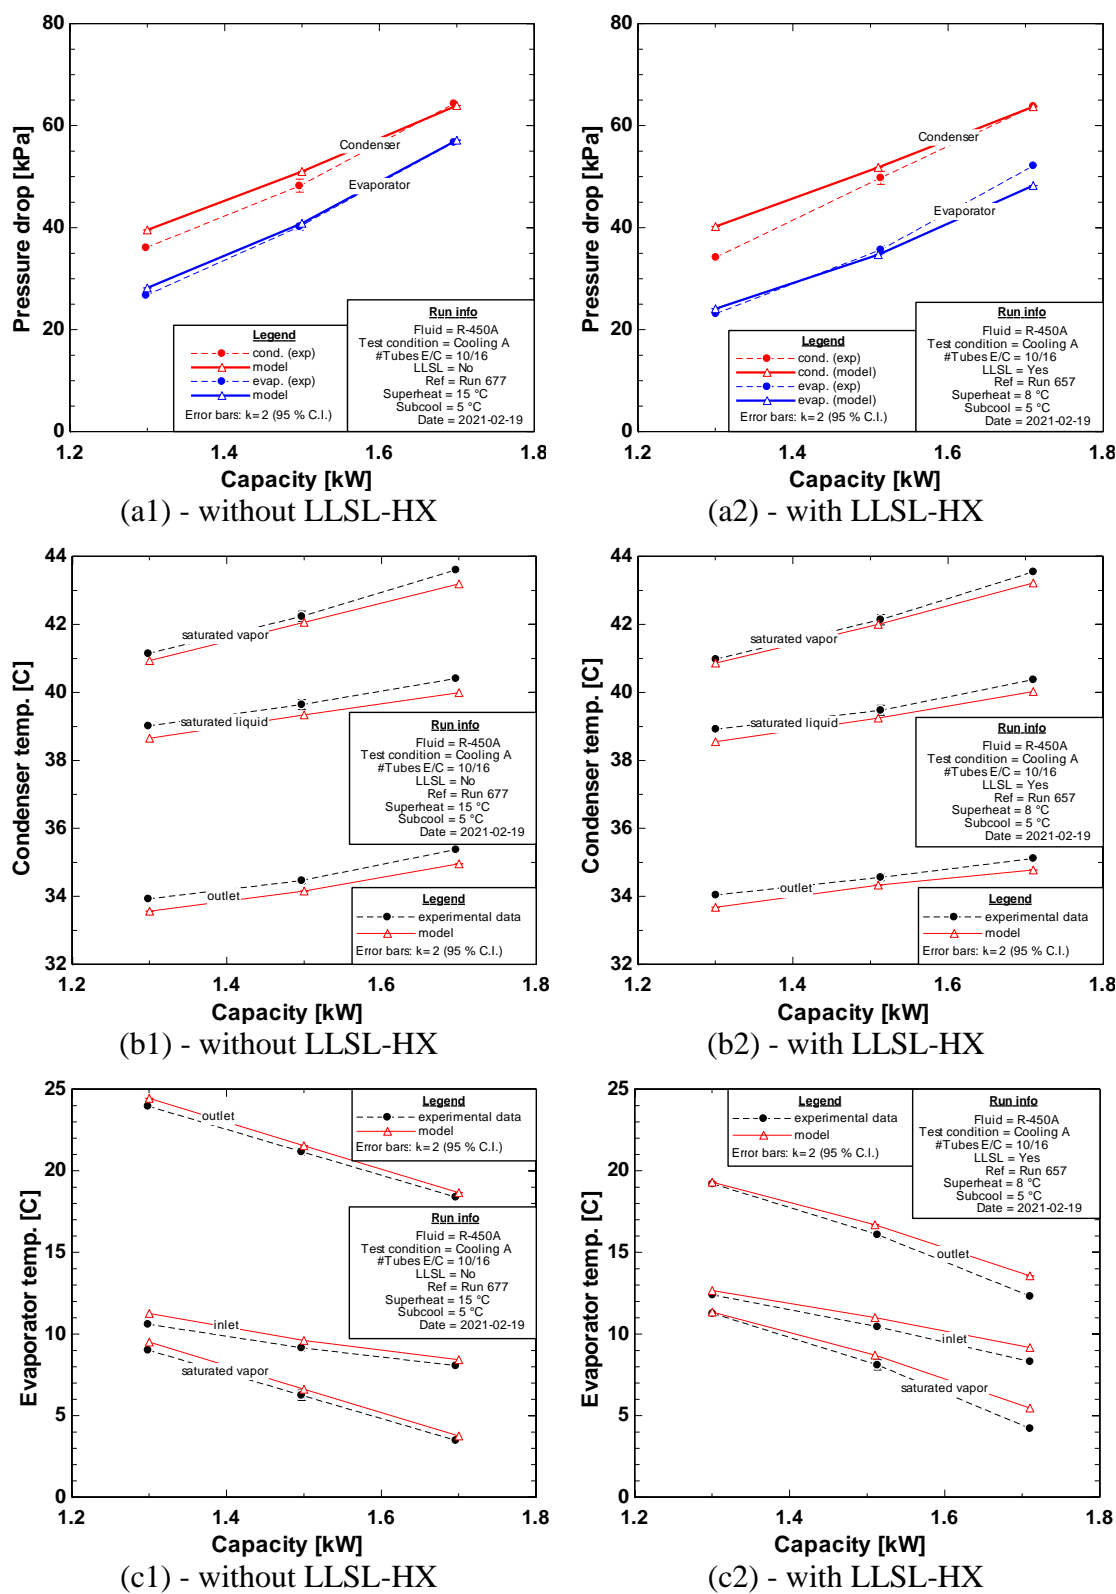 80
60
40
20
0
Pressure drop [kPa]
Condenser
Evaporator
Legend
cond. (exp)
model
evap. (exp)
model
Error bars: k=2 (95 % C.I.)
Run info
Fluid = R-450A
Test condition = Cooling A
#Tubes E/C = 10/16
LLSL = No
Ref = Run 677
Superheat = 15 °C
Subcool = 5 °C
Date = 2021-02-19
1.2 1.4 1.6 1.8
Capacity [kW]
(a1) - without LLSL-HX
80
60
40
20
0
Pressure drop [kPa]
Condenser
Evaporator
Legend
cond. (exp)
cond. (model)
evap. (exp)
evap. (model)
Error bars: k=2 (95 % C.I.)
Run info
Fluid = R-450A
Test condition = Cooling A
#Tubes E/C = 10/16
LLSL = Yes
Ref = Run 657
Superheat = 8 °C
Subcool = 5 °C
Date = 2021-02-19
1.2 1.4 1.6 1.8
Capacity [kW]
(a2) - with LLSL-HX
44
42
40
38
36
34
32
Condenser temp. [C]
saturated vapor
saturated liquid
outlet
Run info
Fluid = R-450A
Test condition = Cooling A
#Tubes E/C = 10/16
LLSL = No
Ref = Run 677
Superheat = 15 °C
Subcool = 5 °C
Date = 2021-02-19
Legend
experimental data
model
Error bars: k=2 (95 % C.I.)
1.2 1.4 1.6 1.8
Capacity [kW]
(b1) - without LLSL-HX
44
42
40
38
36
34
32
Condenser temp. [C]
saturated vapor
saturated liquid
outlet
Run info
Fluid = R-450A
Test condition = Cooling A
#Tubes E/C = 10/16
LLSL = Yes
Ref = Run 657
Superheat = 8 °C
Subcool = 5 °C
Date = 2021-02-19
Legend
experimental data
model
Error bars: k=2 (95 % C.I.)
1.2 1.4 1.6 1.8
Capacity [kW]
(b2) - with LLSL-HX
25
20
15
10
5
0
Evaporator temp. [C]
outlet
inlet
saturated vapor
Legend
experimental data
model
Error bars: k=2 (95 % C.I.)
Run info
Fluid = R-450A
Test condition = Cooling A
#Tubes E/C = 10/16
LLSL = No
Ref = Run 677
Superheat = 15 °C
Subcool = 5 °C
Date = 2021-02-19
1.2 1.4 1.6 1.8
Capacity [kW]
(c1) - without LLSL-HX
25
20
15
10
5
0
Evaporator temp. [C]
Legend
experimental data
model
Error bars: k=2 (95 % C.I.)
Run info
Fluid = R-450A
Test condition = Cooling A
#Tubes E/C = 10/16
LLSL = Yes
Ref = Run 657
Superheat = 8 °C
Subcool = 5 °C
Date = 2021-02-19
outlet
inlet
saturated vapor
1.2 1.4 1.6 1.8
Capacity [kW]
(c2) - with LLSL-HX